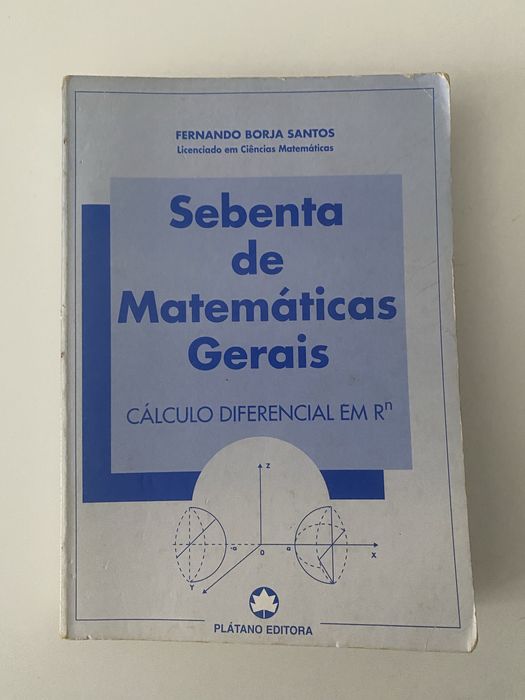 FERNANDO BORJA SANTOS
Licenciado em Ciências Matemáticas
Sebenta
de
Matemáticas
Gerais
CÁLCULO DIFERENCIAL EM Rⁿ
Z
-a
O
a
X
Y
PLÁTANO EDITORA